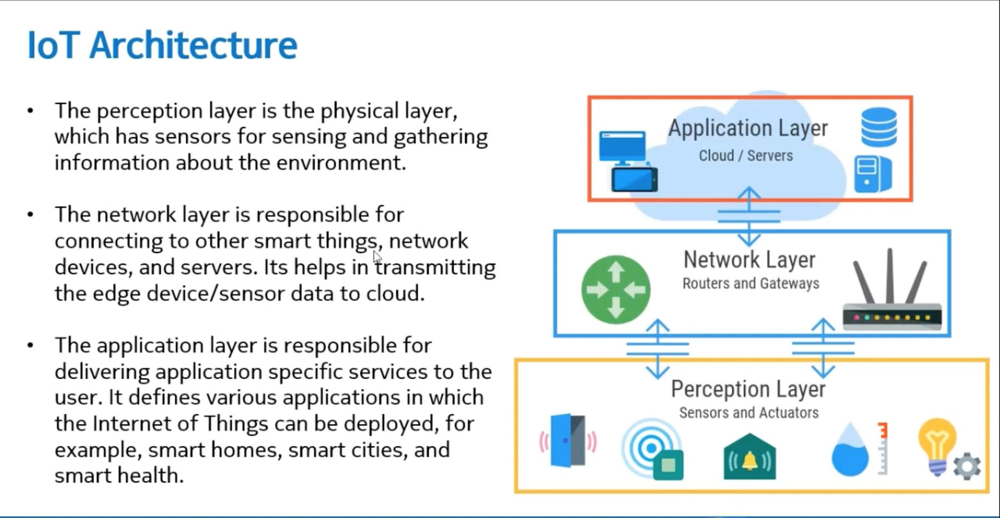 IoT Architecture
• The perception layer is the physical layer,
which has sensors for sensing and gathering
information about the environment.
• The network layer is responsible for
connecting to other smart things, network
devices, and servers. Its helps in transmitting
the edge device/sensor data to cloud.
• The application layer is responsible for
delivering application specific services to the
user. It defines various applications in which
the Internet of Things can be deployed, for
example, smart homes, smart cities, and
smart health.
Application Layer
Cloud / Servers
Network Layer
Routers and Gateways
Perception Layer
Sensors and Actuators